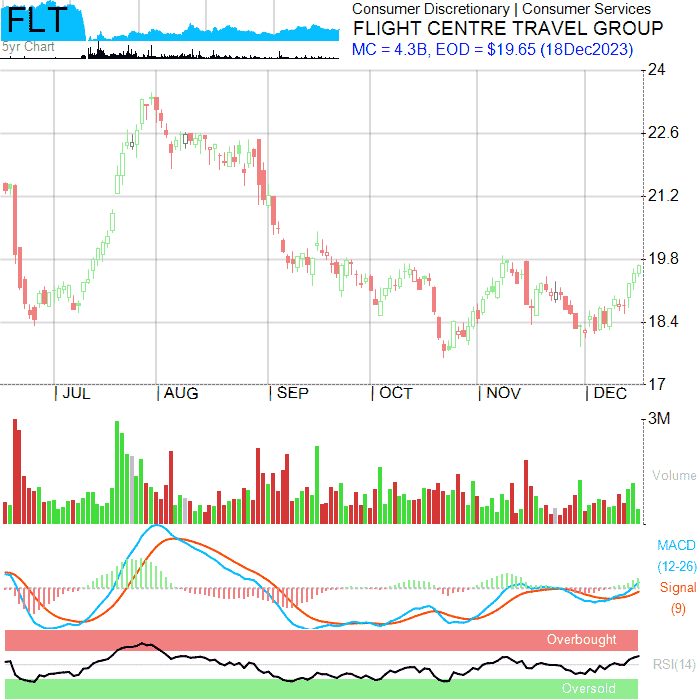 FLT
5yr Chart
Consumer Discretionary | Consumer Services
FLIGHT CENTRE TRAVEL GROUP
MC = 4.3B, EOD = $19.65 (18Dec2023)
24
22.6
21.2
19.8
18.4
17
JUL
AUG
SEP
OCT
NOV
DEC
3M
Volume
MACD
(12-26)
Signal
(9)
Overbought
RSI(14)
Oversold